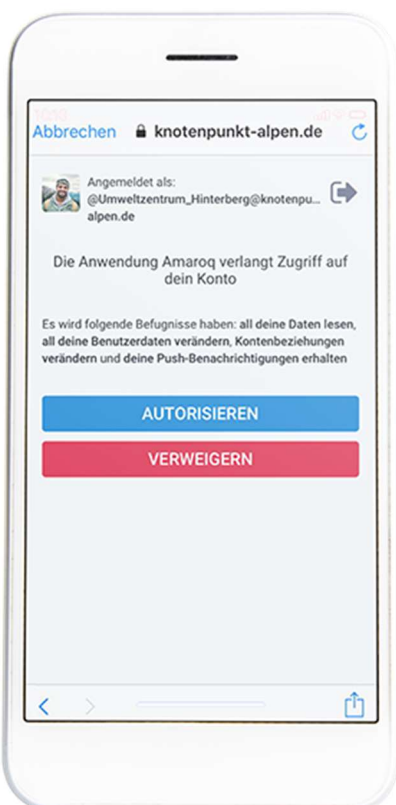 Abbrechen knotenpunkt-alpen.de
Angemeldet als:
@Umweltzentrum_Hinterberg@knotenpu...
alpen.de
Die Anwendung Amaroq verlangt Zugriff auf
dein Konto
Es wird folgende Befugnisse haben: all deine Daten lesen,
all deine Benutzerdaten verändern, Kontenbeziehungen
verändern und deine Push-Benachrichtigungen erhalten
AUTORISIEREN
VERWEIGERN